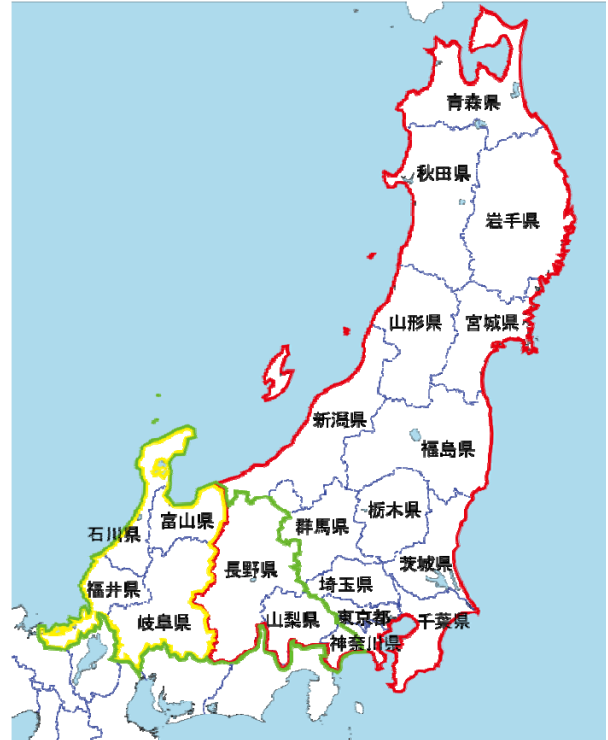 青森県
秋田県
岩手県
山形県
宮城県
新潟県
福島県
栃木県
富山県
群馬県
石川県
茨城県
長野県
埼玉県
福井県
岐阜県
山梨県
東京都
千葉県
神奈川県